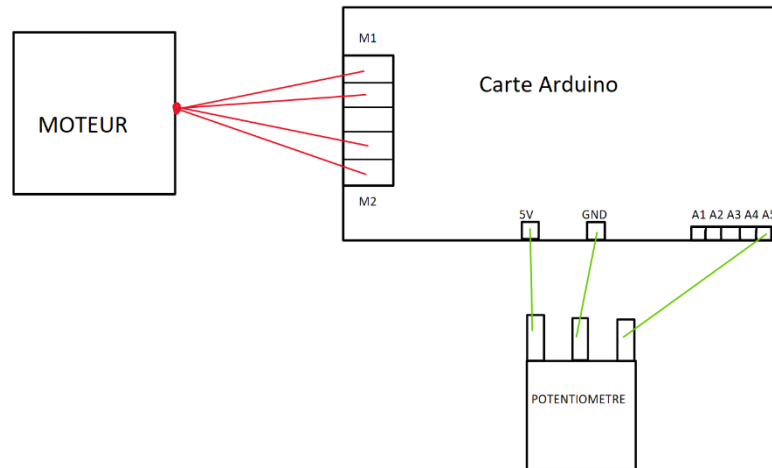 M1
Carte Arduino
MOTEUR
M2
5V GND A1 A2 A3 A4 A5
POTENTIOMETRE